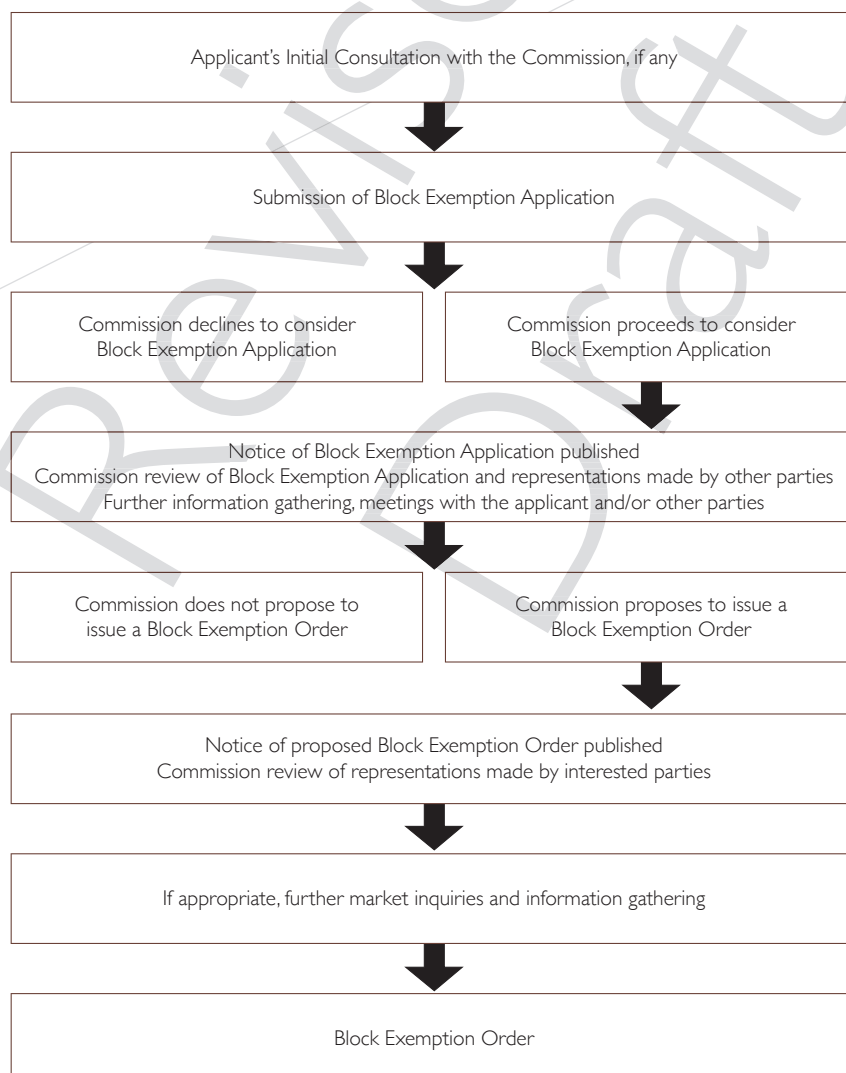 Applicant's Initial Consultation with the Commission, if any
Submission of Block Exemption Application
Commission declines to consider
Block Exemption Application
Commission proceeds to consider
Block Exemption Application
Notice of Block Exemption Application published
Commission review of Block Exemption Application and representations made by other parties
Further information gathering, meetings with the applicant and/or other parties
Commission does not propose to
issue a Block Exemption Order
Commission proposes to issue a
Block Exemption Order
Notice of proposed Block Exemption Order published
Commission review of representations made by interested parties
If appropriate, further market inquiries and information gathering
Block Exemption Order
Draft